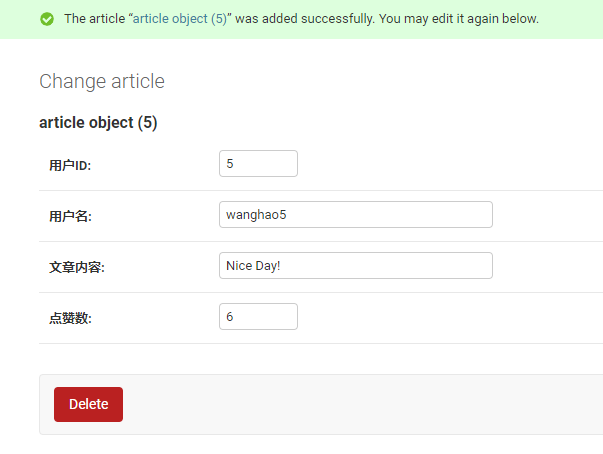 The article “article object (5)” was added successfully. You may edit it again below.
Change article
article object (5)
用户ID: 5
用户名: wanghao5
文章内容: Nice Day!
点赞数: 6
Delete